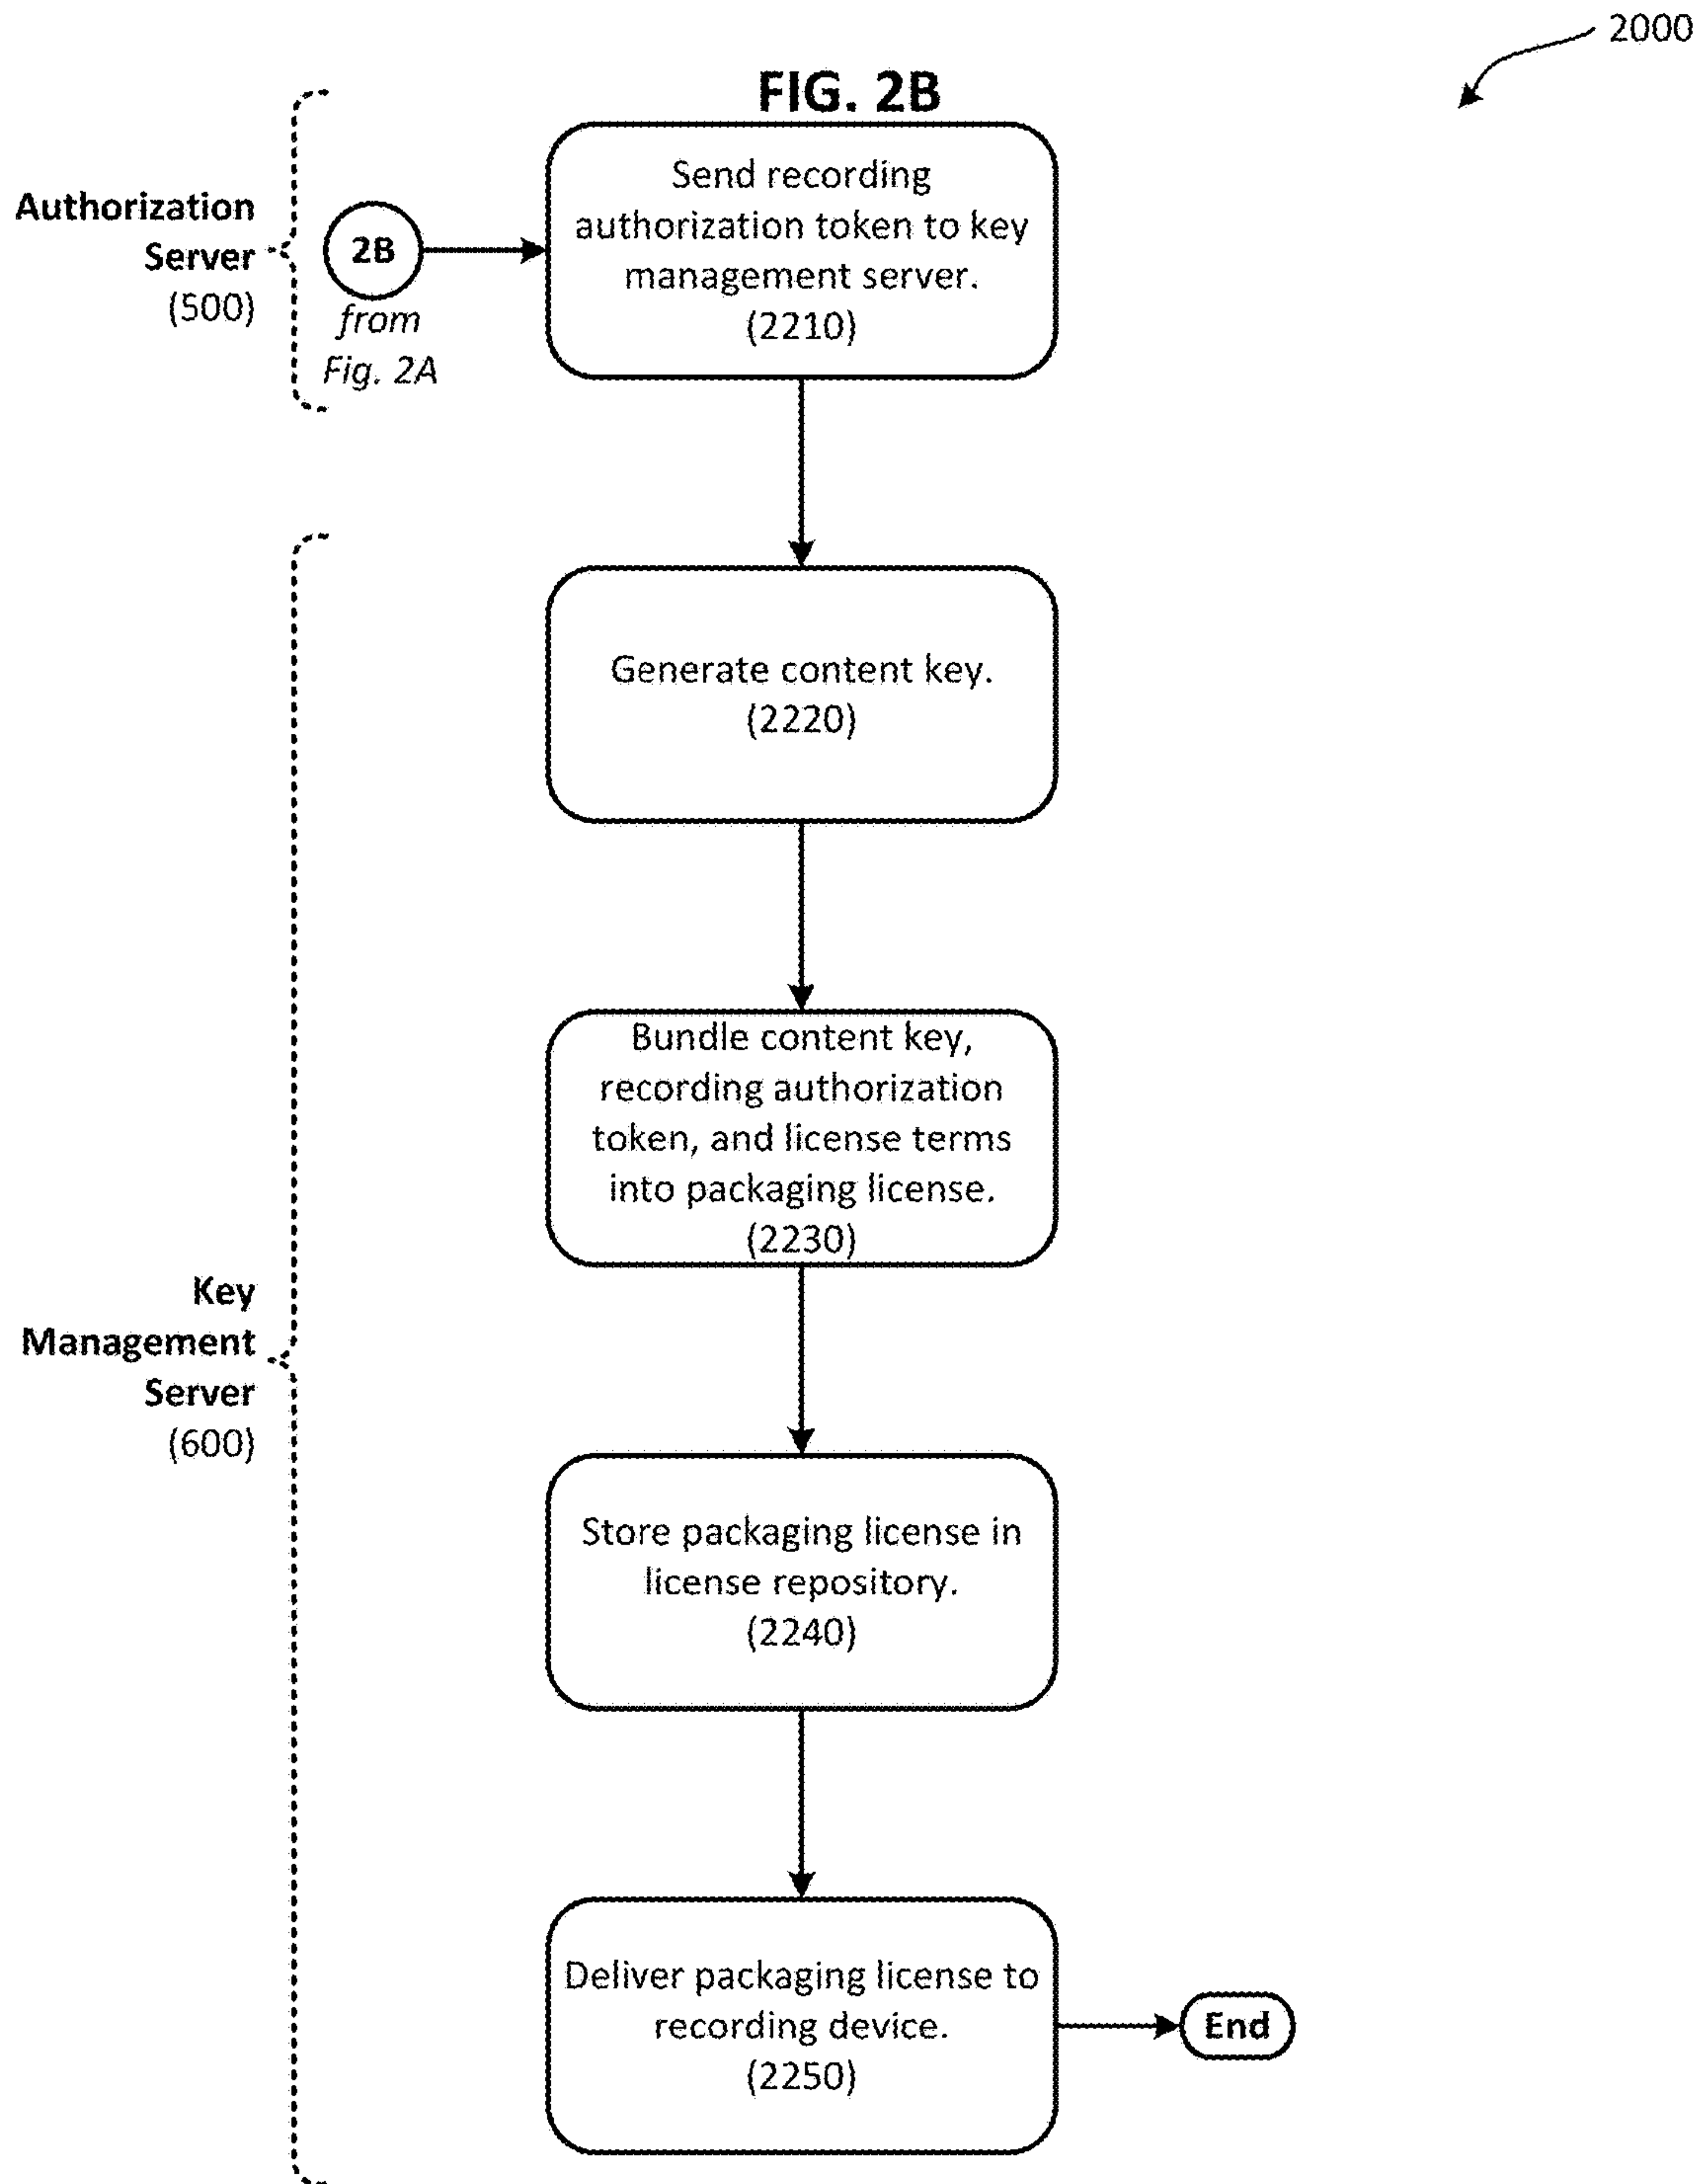 2000
FIG. 2B
Authorization
Server
(500)
2B
from
Fig. 2A
Send recording
authorization token to key
management server.
(2210)
Generate content key.
(2220)
Bundle content key,
recording authorization
token, and license terms
into packaging license.
(2230)
Key
Management
Server
(600)
Store packaging license in
license repository.
(2240)
Deliver packaging license to
recording device.
(2250)
End